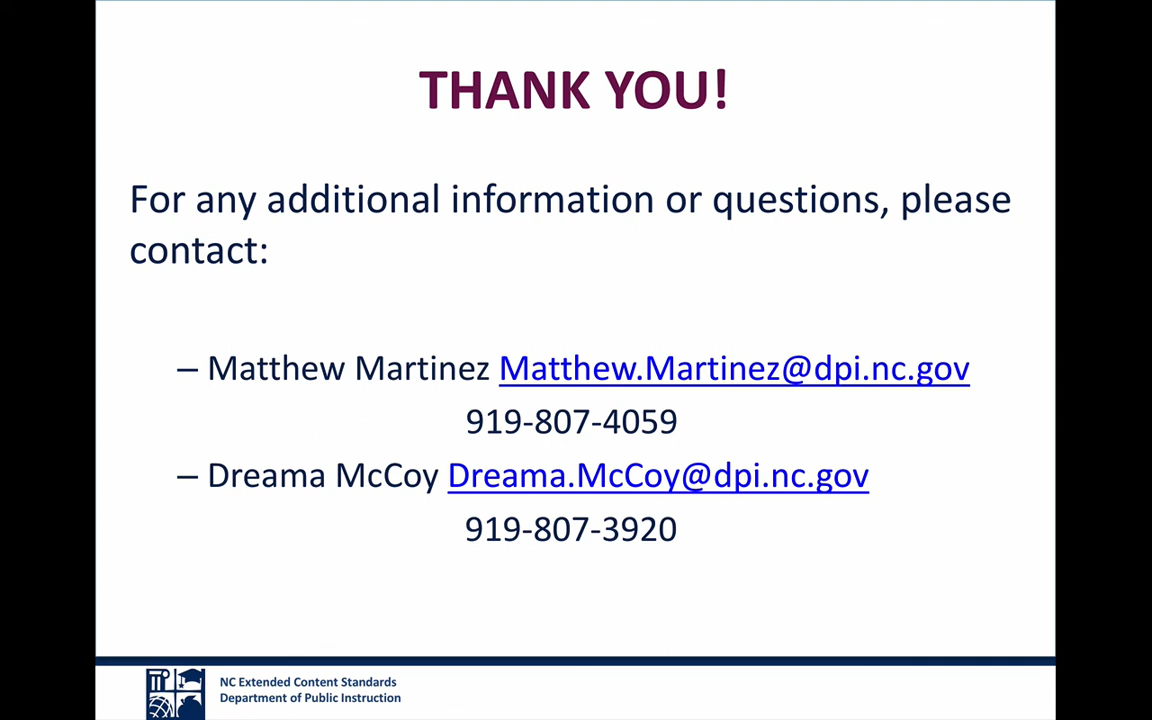 THANK YOU!
For any additional information or questions, please
contact:
– Matthew Martinez Matthew.Martinez@dpi.nc.gov
919-807-4059
– Dreama McCoy Dreama.McCoy@dpi.nc.gov
919-807-3920
NC Extended Content Standards
Department of Public Instruction